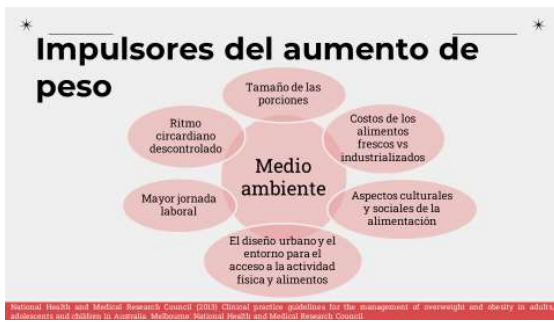 Impulsores del aumento de
peso
Tamaño de las
porciones
Costos de los
alimentos
frescos vs
industrializados
Aspectos culturales
y sociales de la
alimentación
El diseño urbano y el
entorno para el
acceso a la actividad
física y alimentos
Mayor jornada
laboral
Ritmo
circardiano
descontrolado
Medio
ambiente
National Health and Medical Research Council (2013) Clinical practice guidelines for the management of overweight and obesity in adults,
adolescents and children in Australia. Melbourne: National Health and Medical Research Council